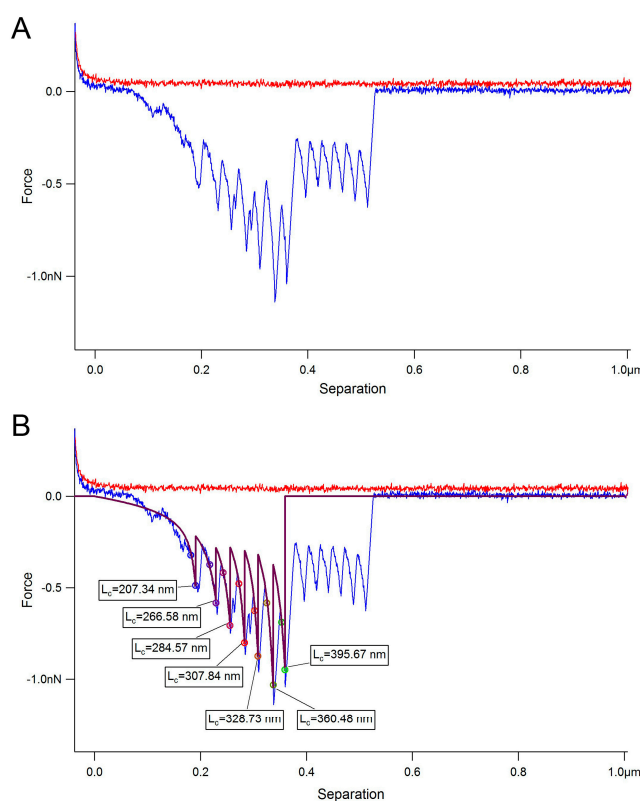 A
0.0
-0.5
-1.0nN
Force
0.0
0.2
0.4
0.6
0.8
1.0µm
Separation
B
0.0
-0.5
-1.0nN
Force
Lc=207.34 nm
Lc=266.58 nm
Lc=284.57 nm
Lc=307.84 nm
Lc=395.67 nm
Lc=328.73 nm
Lc=360.48 nm
0.0
0.2
0.4
0.6
0.8
1.0µm
Separation